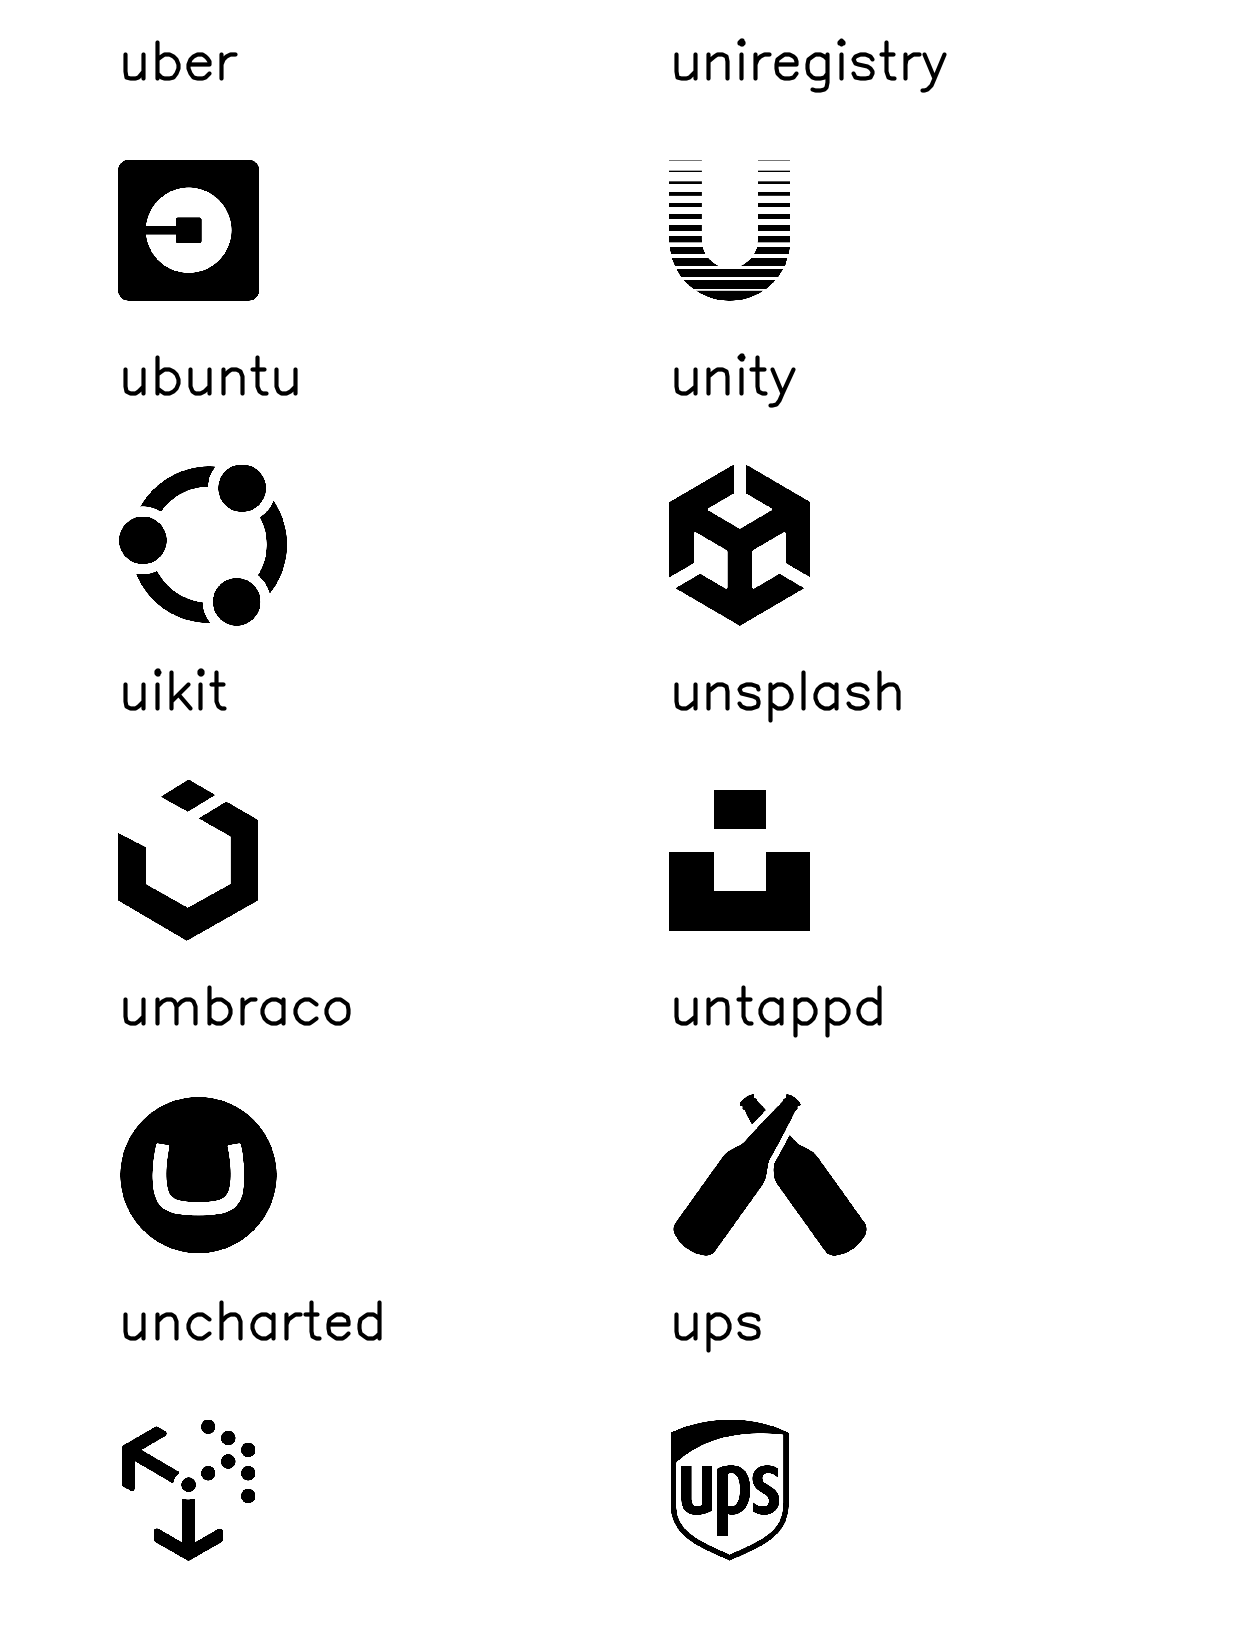 uber
uniregistry
ubuntu
unity
uikit
unsplash
umbraco
untappd
uncharted
ups
ups